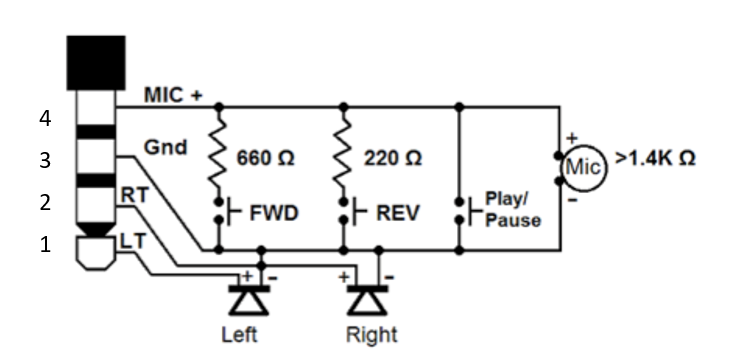 4
MIC +
3
Gnd
660 Ω
220 Ω
+
Mic
>1.4K Ω
-
2
RT
FWD
REV
Play/
Pause
1
LT
+
-
+
-
Left
Right